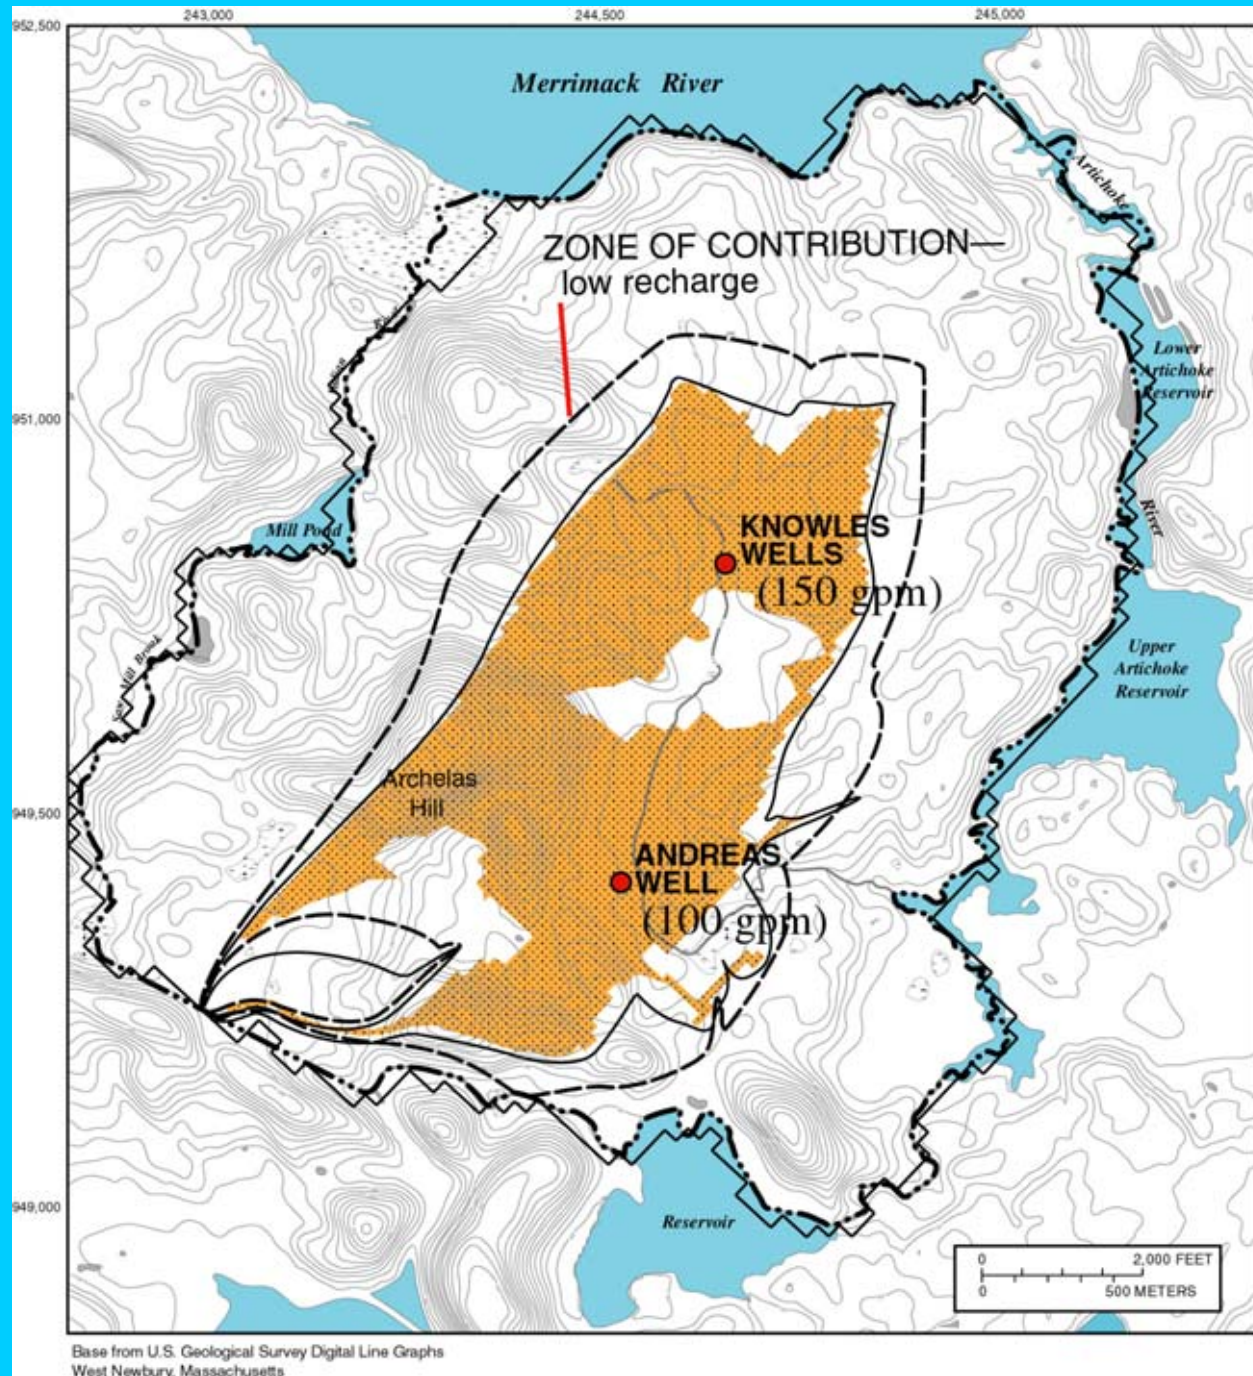 243,000 244,500 245,000
952,500
Merrimack River
Artichoke
ZONE OF CONTRIBUTION—
low recharge
Lower
Artichoke
Reservoir
951,000
River
Mill Pond
KNOWLES
WELLS
(150 gpm)
Upper
Artichoke
Reservoir
Mill Brook
Archelas
Hill
949,500
ANDREAS
WELL
(100 gpm)
949,000
Reservoir
0 2,000 FEET
0 500 METERS
Base from U.S. Geological Survey Digital Line Graphs
West Newbury, Massachusetts